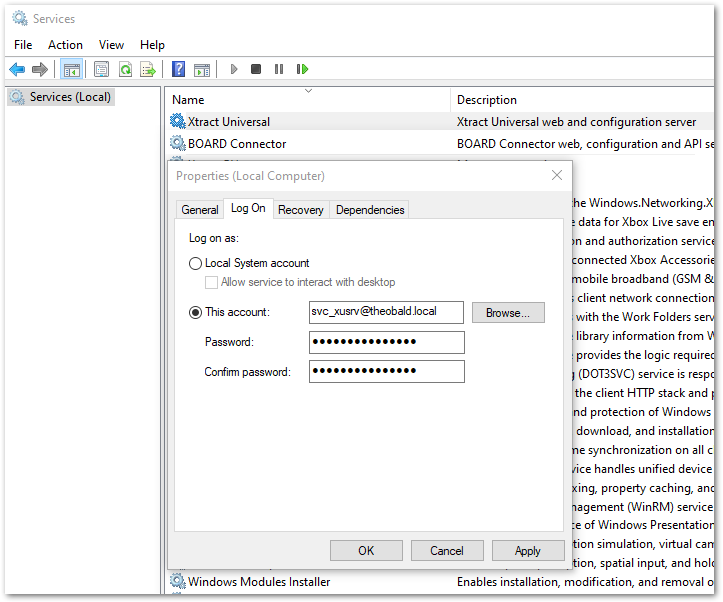 Services
File Action View Help
Services (Local)
Name Description
Xtract Universal Xtract Universal web and configuration server
BOARD Connector BOARD Connector web, configuration and API se
Properties (Local Computer)
General Log On Recovery Dependencies
Log on as:
Local System account
Allow service to interact with desktop
This account: svc_xusrv@theobald.local Browse...
Password: ●●●●●●●●●●●●●●●
Confirm password: ●●●●●●●●●●●●●●●
OK Cancel Apply
the Windows.Networking.X
e data for Xbox Live save en
on and authorization service
connected Xbox Accessorie
mobile broadband (GSM &
s client network connection
s with the Work Folders serv
e library information from W
e provides the logic required
g (DOT3SVC) service is resp
the client HTTP stack and p
and protection of Windows
download, and installation
me synchronization on all c
vice handles unified device
xing, property caching, and
nagement (WinRM) service
ce of Windows Presentation
tion simulation, virtual cam
ption, spatial input, and hol
Windows Modules Installer Enables installation, modification, and removal o